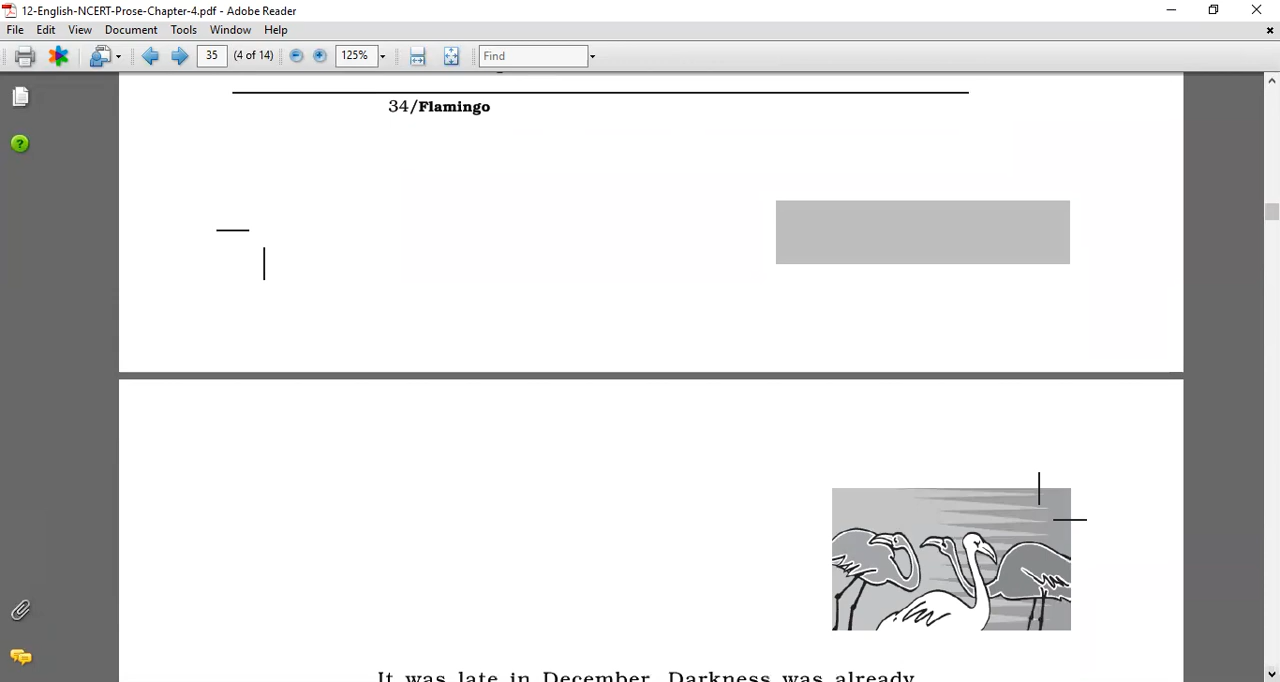 12-English-NCERT-Prose-Chapter-4.pdf - Adobe Reader
File Edit View Document Tools Window Help
35 (4 of 14) 125% Find
34/Flamingo
It was late in December. Darkness was already